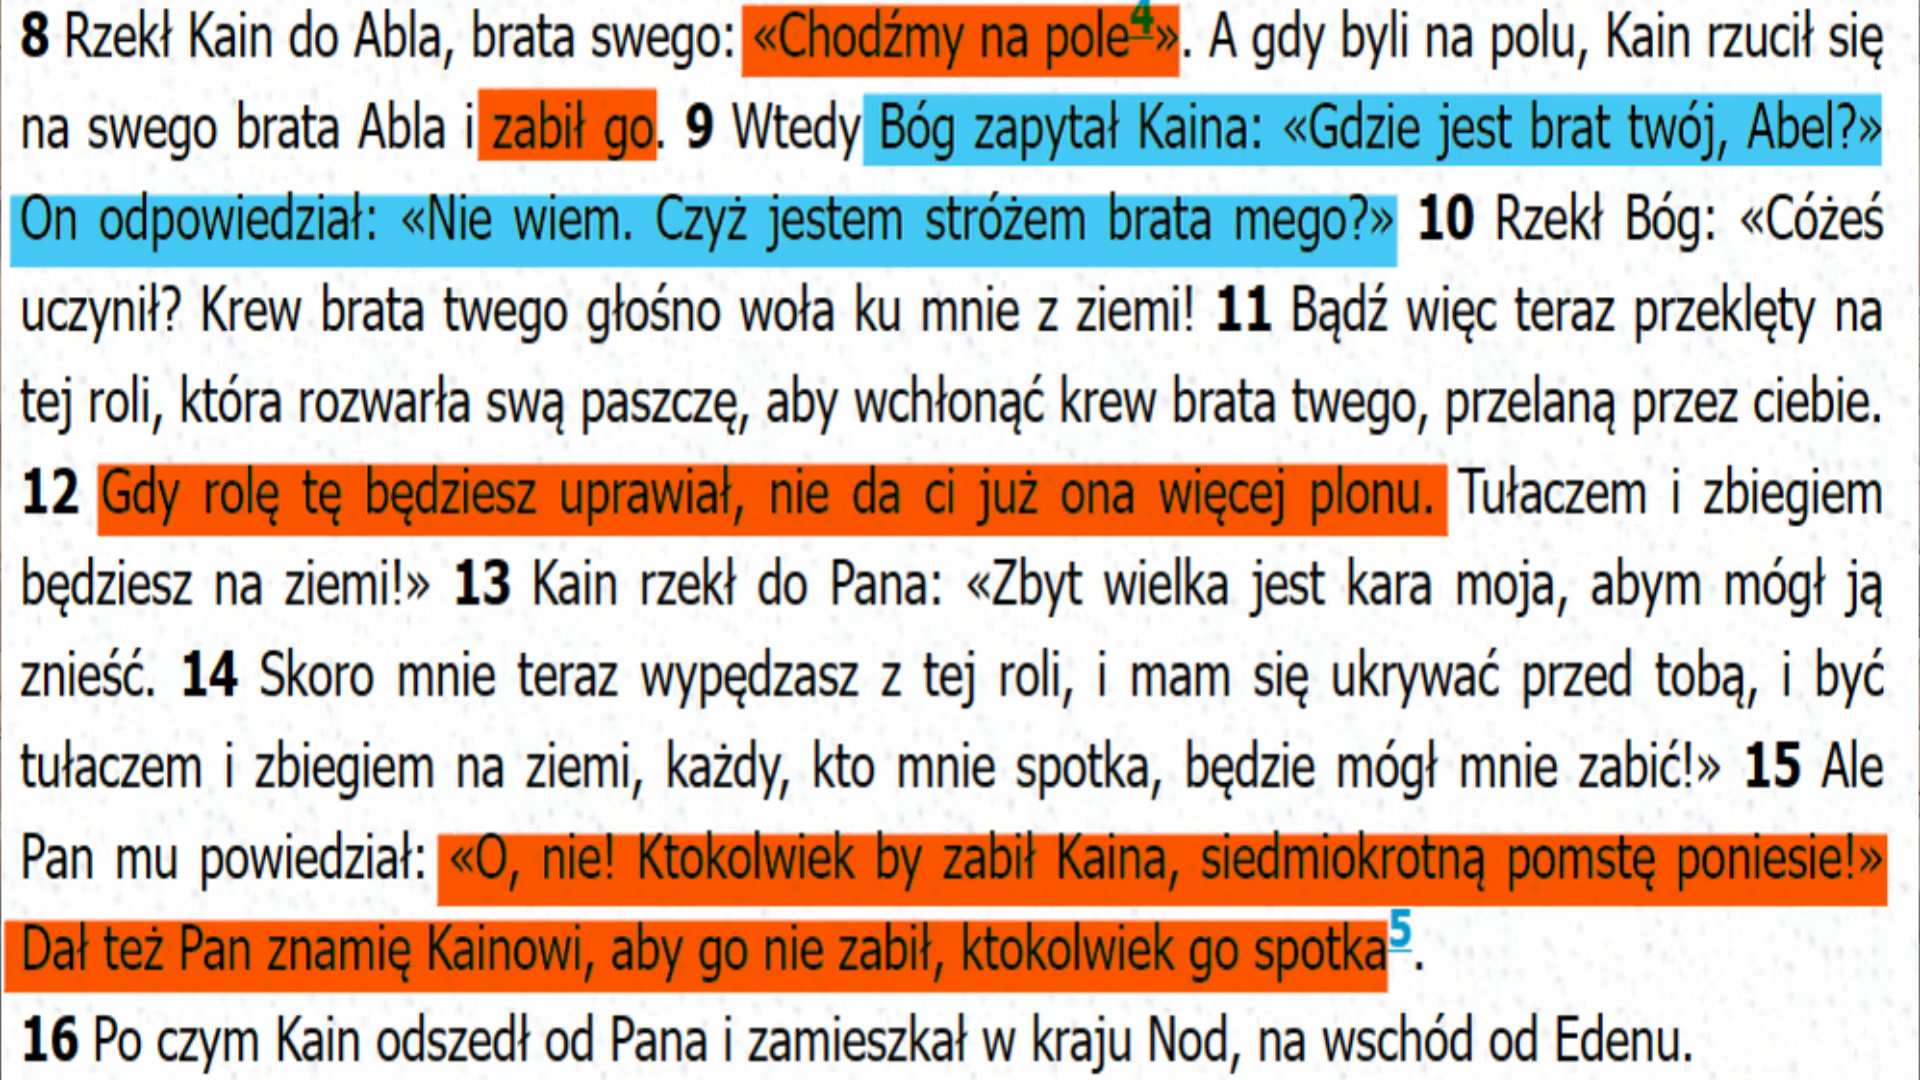 8 Rzekł Kain do Abla, brata swego: «Chodźmy na pole4». A gdy byli na polu, Kain rzucił się
na swego brata Abla i zabił go. 9 Wtedy Bóg zapytał Kaina: «Gdzie jest brat twój, Abel?»
On odpowiedział: «Nie wiem. Czyż jestem stróżem brata mego?» 10 Rzekł Bóg: «Cóżeś
uczynił? Krew brata twego głośno woła ku mnie z ziemi! 11 Bądź więc teraz przeklęty na
tej roli, która rozwarła swą paszczę, aby wchłonąć krew brata twego, przelaną przez ciebie.
12 Gdy rolę tę będziesz uprawiał, nie da ci już ona więcej plonu. Tułaczem i zbiegiem
będziesz na ziemi!» 13 Kain rzekł do Pana: «Zbyt wielka jest kara moja, abym mógł ją
znieść. 14 Skoro mnie teraz wypędzasz z tej roli, i mam się ukrywać przed tobą, i być
tułaczem i zbiegiem na ziemi, każdy, kto mnie spotka, będzie mógł mnie zabić!» 15 Ale
Pan mu powiedział: «O, nie! Ktokolwiek by zabił Kaina, siedmiokrotną pomstę poniesie!»
Dał też Pan znamię Kainowi, aby go nie zabił, ktokolwiek go spotka5.
16 Po czym Kain odszedł od Pana i zamieszkał w kraju Nod, na wschód od Edenu.